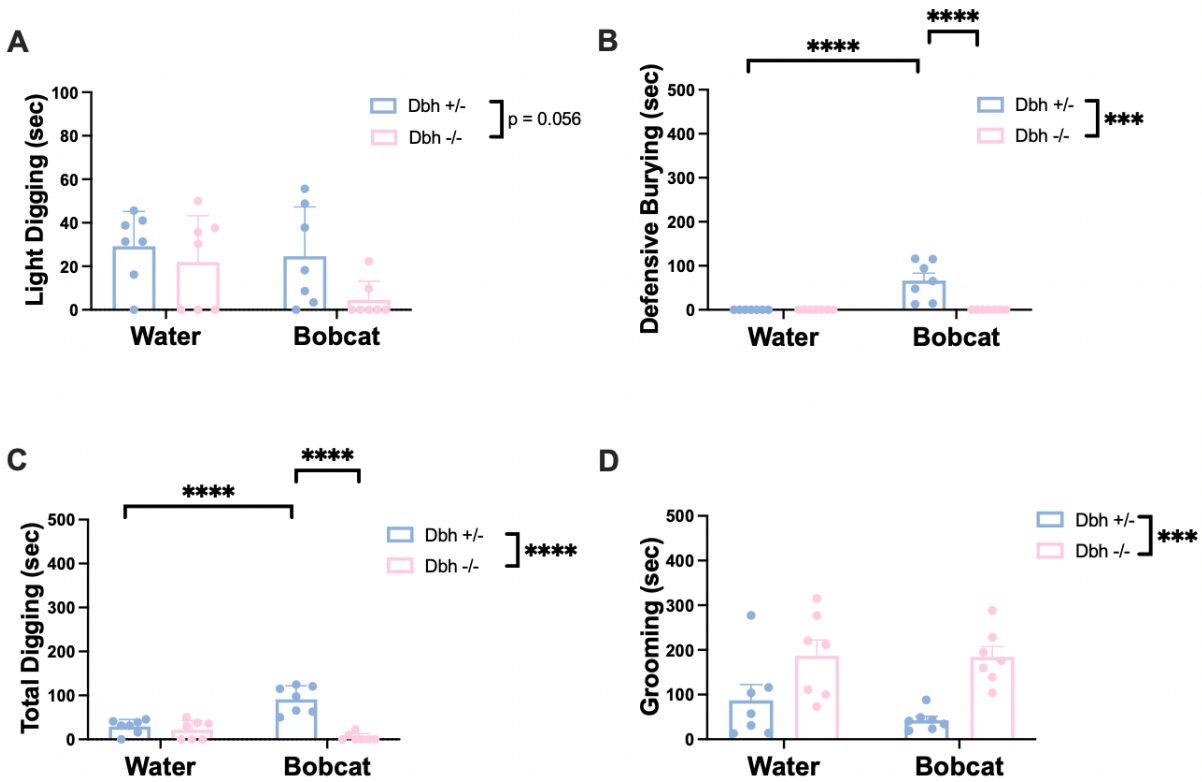 A
Light Digging (sec)
100
80
60
40
20
0
Water
Bobcat
Dbh +/-
Dbh -/-
p = 0.056
B
Defensive Burying (sec)
500
400
300
200
100
0
Water
Bobcat
****
****
Dbh +/-
Dbh -/-
***
C
Total Digging (sec)
500
400
300
200
100
0
Water
Bobcat
****
****
Dbh +/-
Dbh -/-
****
D
Grooming (sec)
500
400
300
200
100
0
Water
Bobcat
Dbh +/-
Dbh -/-
***